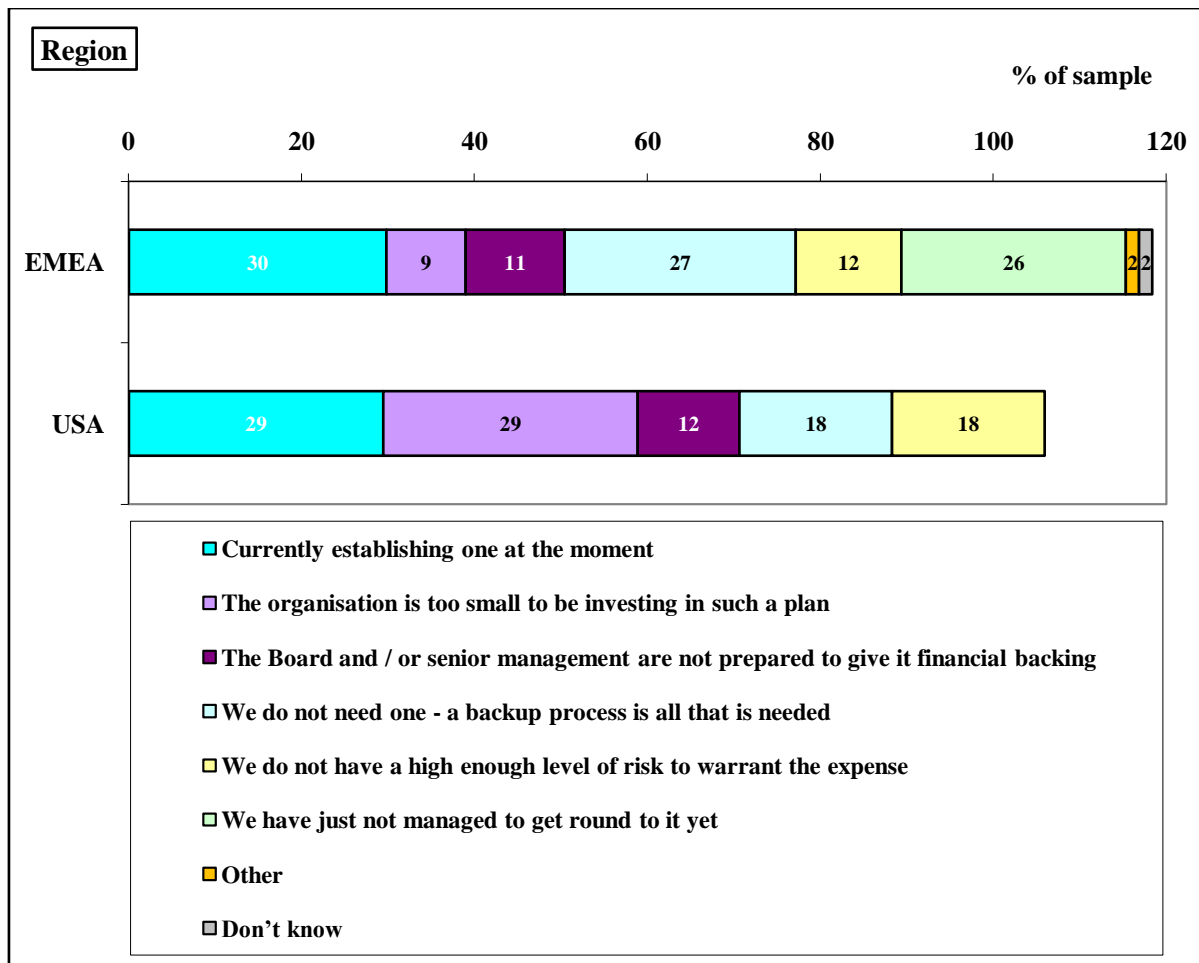 Region
% of sample
0 20 40 60 80 100 120
EMEA 30 9 11 27 12 26 2 2
USA 29 29 12 18 18
Currently establishing one at the moment
The organisation is too small to be investing in such a plan
The Board and / or senior management are not prepared to give it financial backing
We do not need one - a backup process is all that is needed
We do not have a high enough level of risk to warrant the expense
We have just not managed to get round to it yet
Other
Don't know